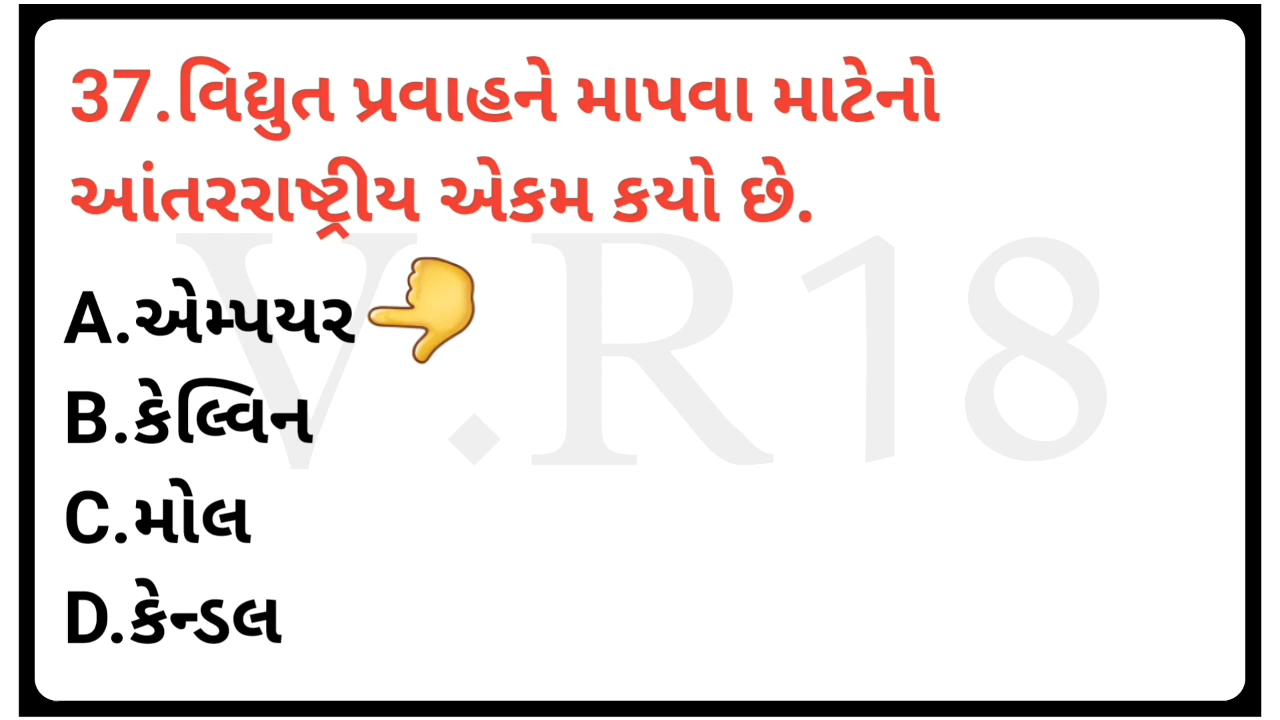 37.વિદ્યુત પ્રવાહને માપવા માટેનો
આંતરરાષ્ટ્રીય એકમ કયો છે.
A.એમ્પયર
B.કેલ્વિન
C.મોલ
D.કેન્ડલ
V.R18